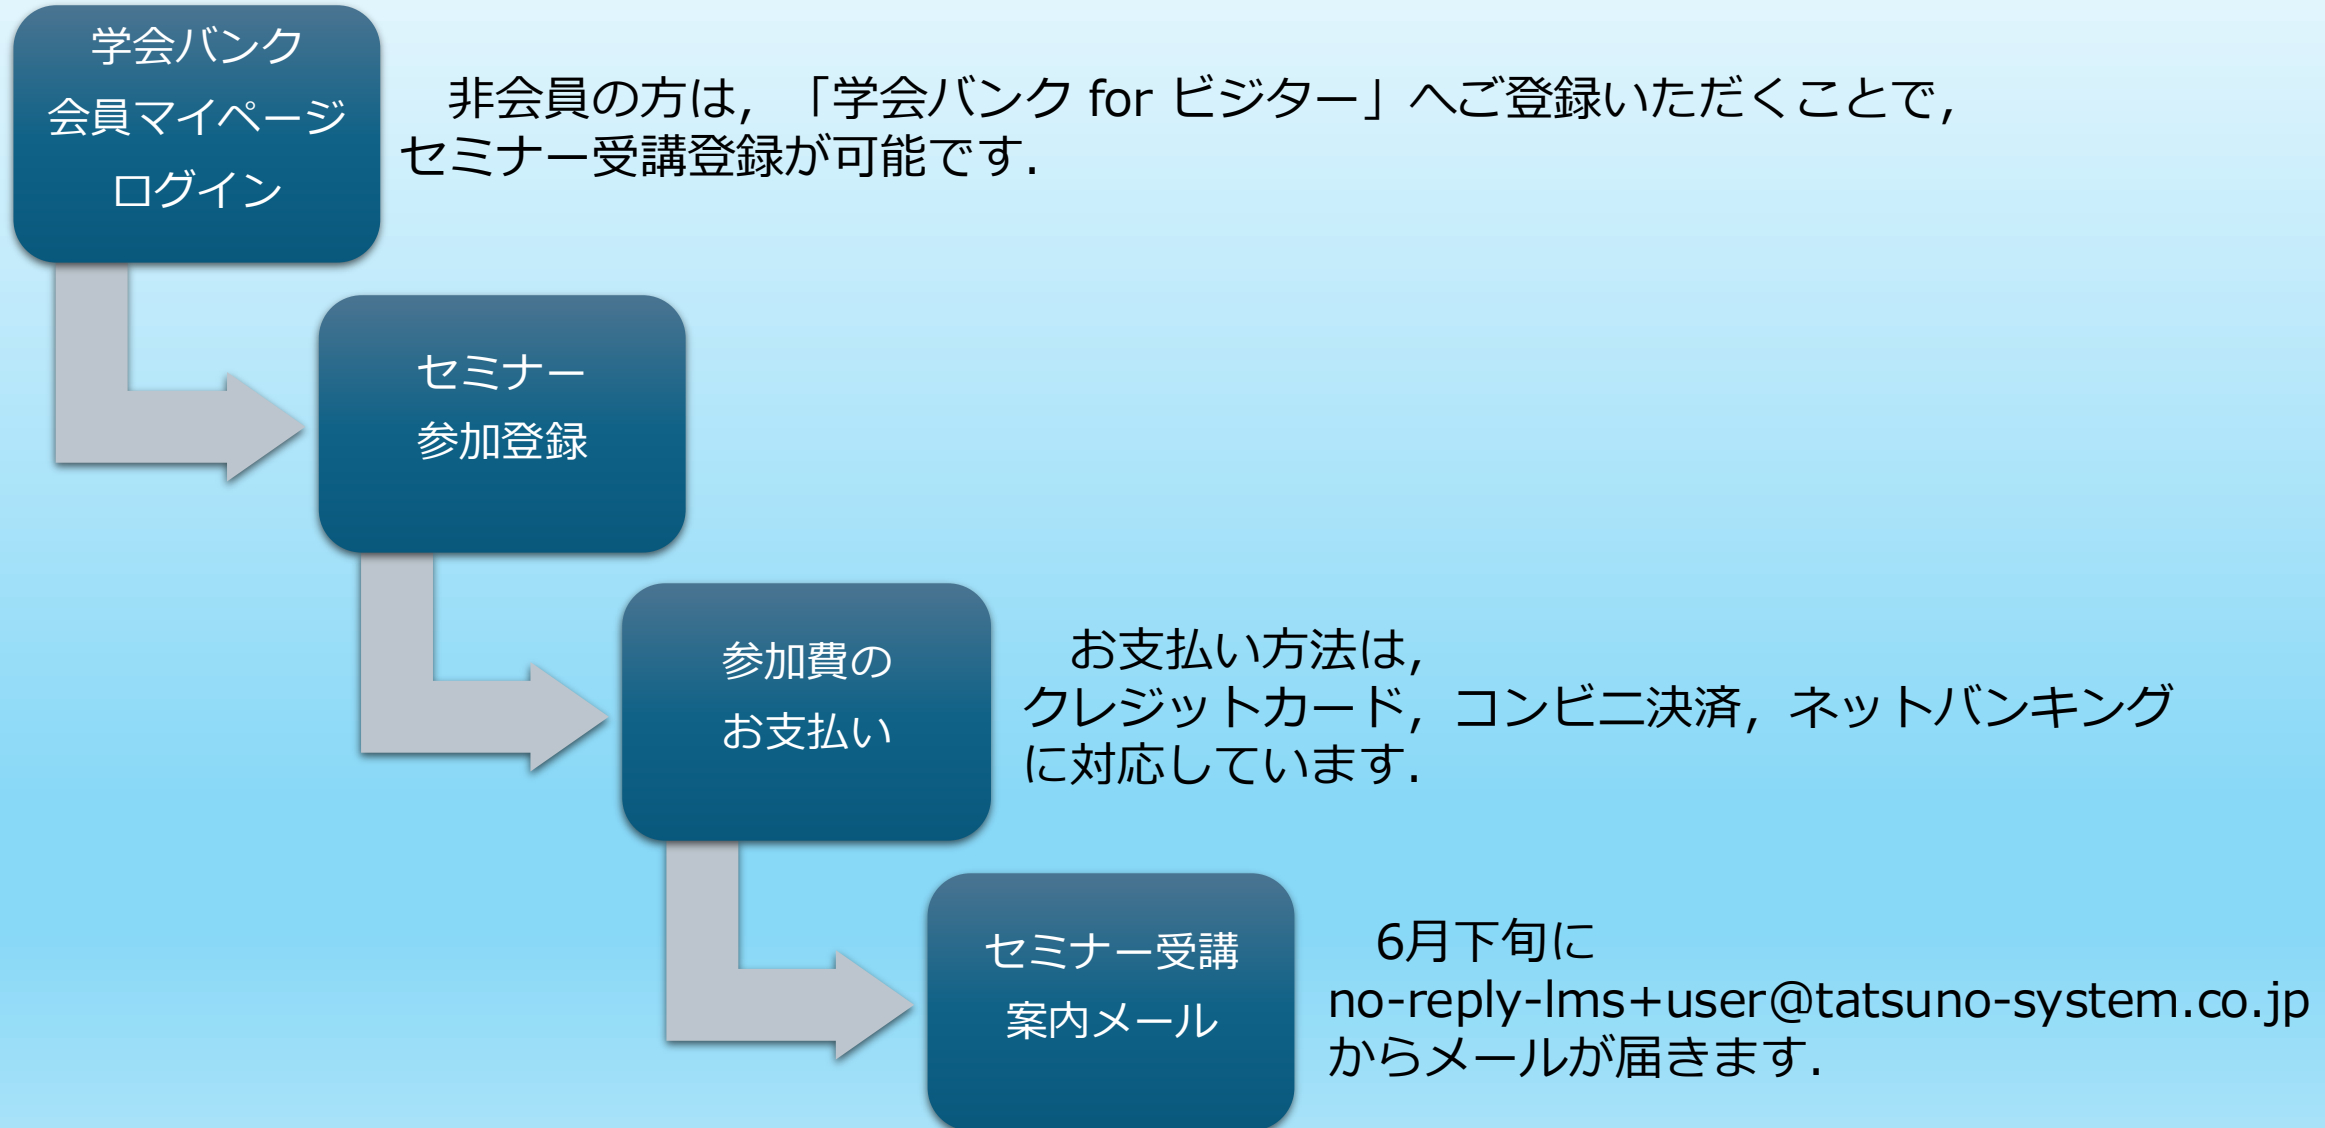 学会バンク
会員マイページ
ログイン
非会員の方は，「学会バンク for ビジター」へご登録いただくことで，
セミナー受講登録が可能です．
セミナー
参加登録
参加費の
お支払い
お支払い方法は，
クレジットカード，コンビニ決済，ネットバンキング
に対応しています．
セミナー受講
案内メール
6月下旬に
no-reply-lms+user@tatsuno-system.co.jp
からメールが届きます．